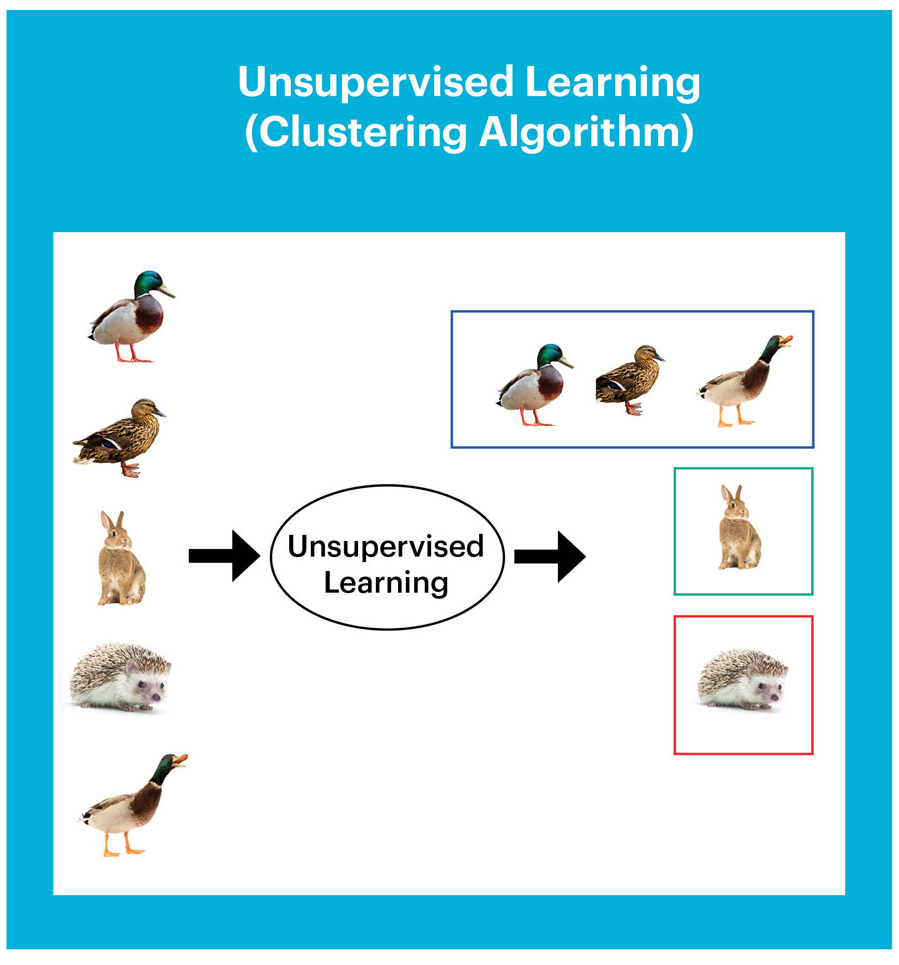 Unsupervised Learning
(Clustering Algorithm)
Unsupervised
Learning